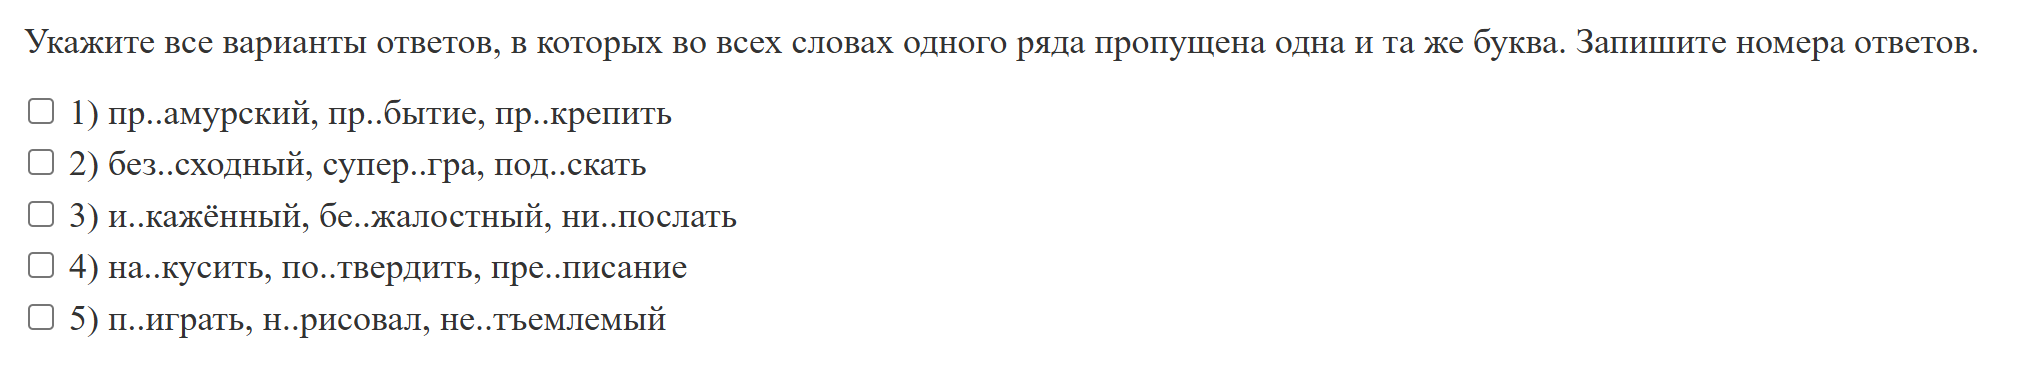 Укажите все варианты ответов, в которых во всех словах одного ряда пропущена одна и та же буква. Запишите номера ответов.
1) пр..амурский, пр..бытие, пр..крепить
2) без..сходный, супер..гра, под..скать
3) и..кажённый, бе..жалостный, ни..послать
4) на..кусить, по..твердить, пре..писание
5) п..играть, н..рисовал, не..тъемлемый